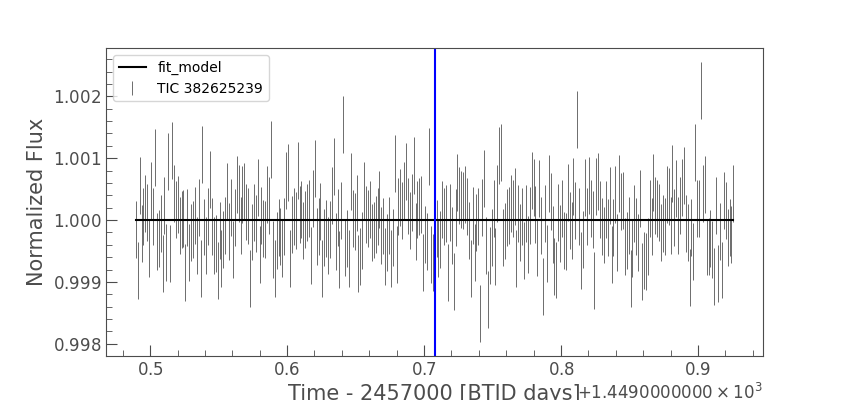 fit_model
TIC 382625239
Normalized Flux
1.002
1.001
1.000
0.999
0.998
0.5 0.6 0.7 0.8 0.9
Time - 2457000 [BTJD days]
+1.4490000000 × 10³